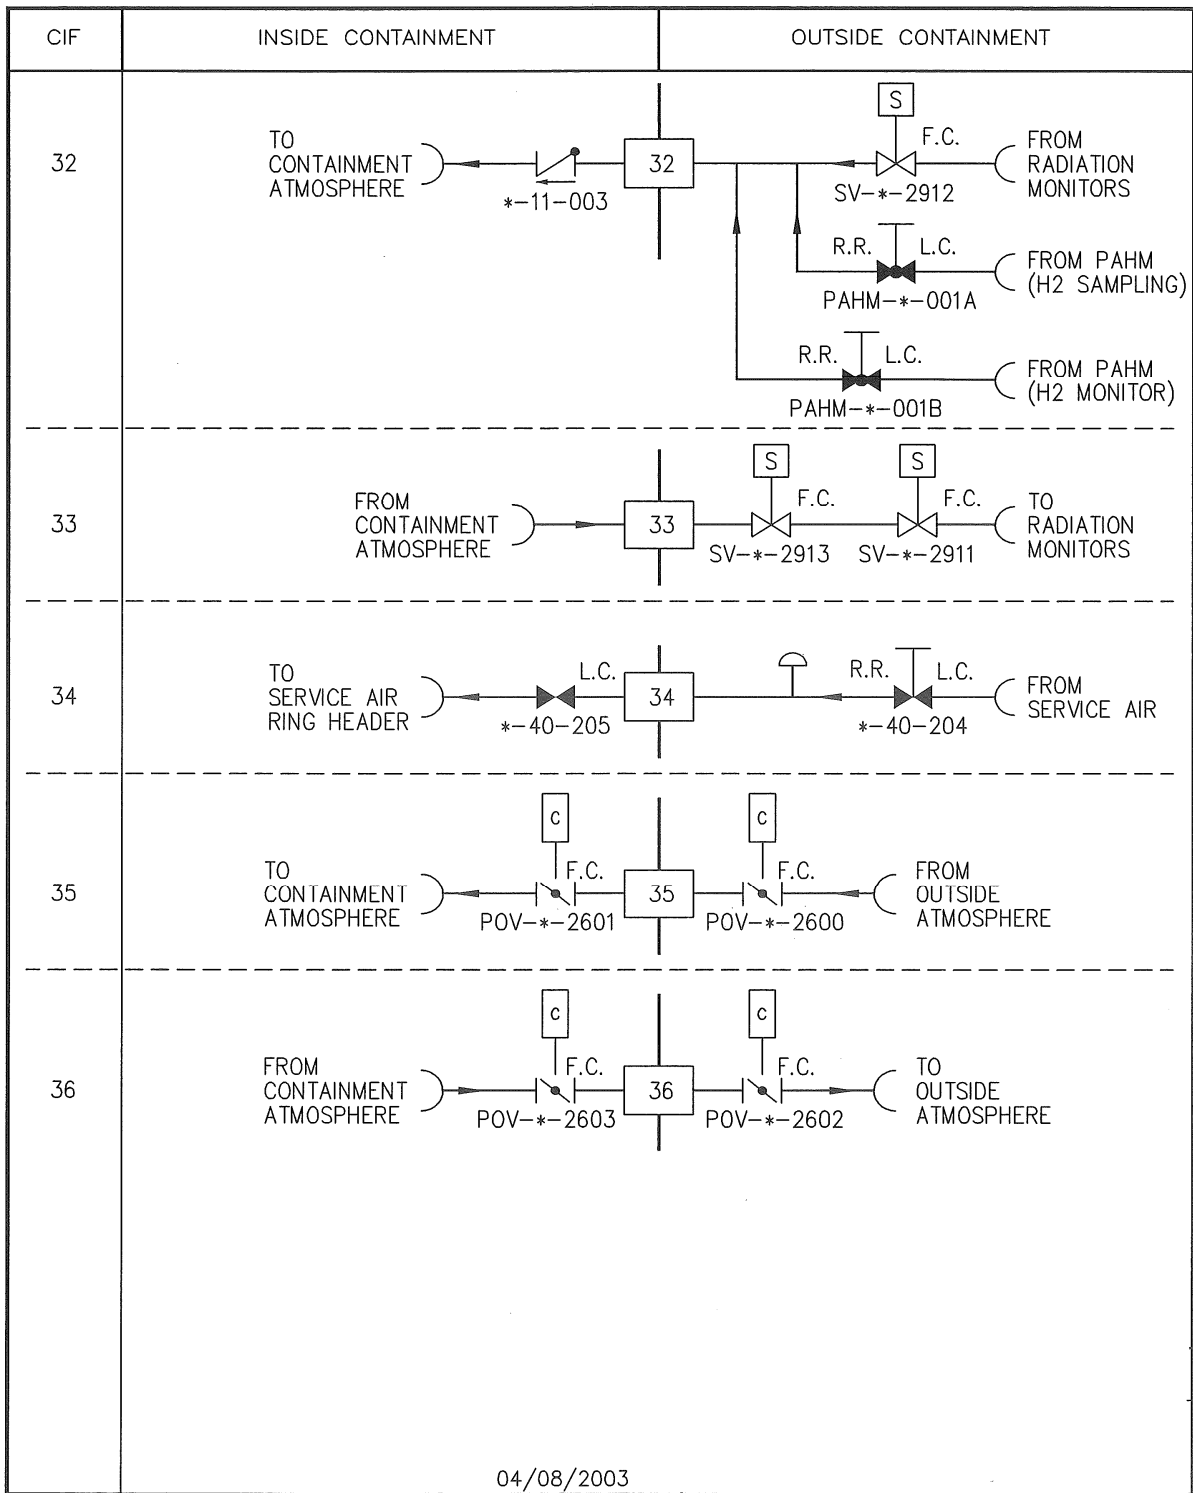 CIF
INSIDE CONTAINMENT
OUTSIDE CONTAINMENT
32
TO
CONTAINMENT
ATMOSPHERE
*-11-003
32
S
F.C.
SV-*-2912
FROM
RADIATION
MONITORS
R.R.
L.C.
PAHM-*-001A
FROM PAHM
(H2 SAMPLING)
R.R.
L.C.
PAHM-*-001B
FROM PAHM
(H2 MONITOR)
33
FROM
CONTAINMENT
ATMOSPHERE
33
S
F.C.
SV-*-2913
S
F.C.
SV-*-2911
TO
RADIATION
MONITORS
34
TO
SERVICE AIR
RING HEADER
L.C.
*-40-205
34
R.R.
L.C.
*-40-204
FROM
SERVICE AIR
35
TO
CONTAINMENT
ATMOSPHERE
C
F.C.
POV-*-2601
35
C
F.C.
POV-*-2600
FROM
OUTSIDE
ATMOSPHERE
36
FROM
CONTAINMENT
ATMOSPHERE
C
F.C.
POV-*-2603
36
C
F.C.
POV-*-2602
TO
OUTSIDE
ATMOSPHERE
04/08/2003